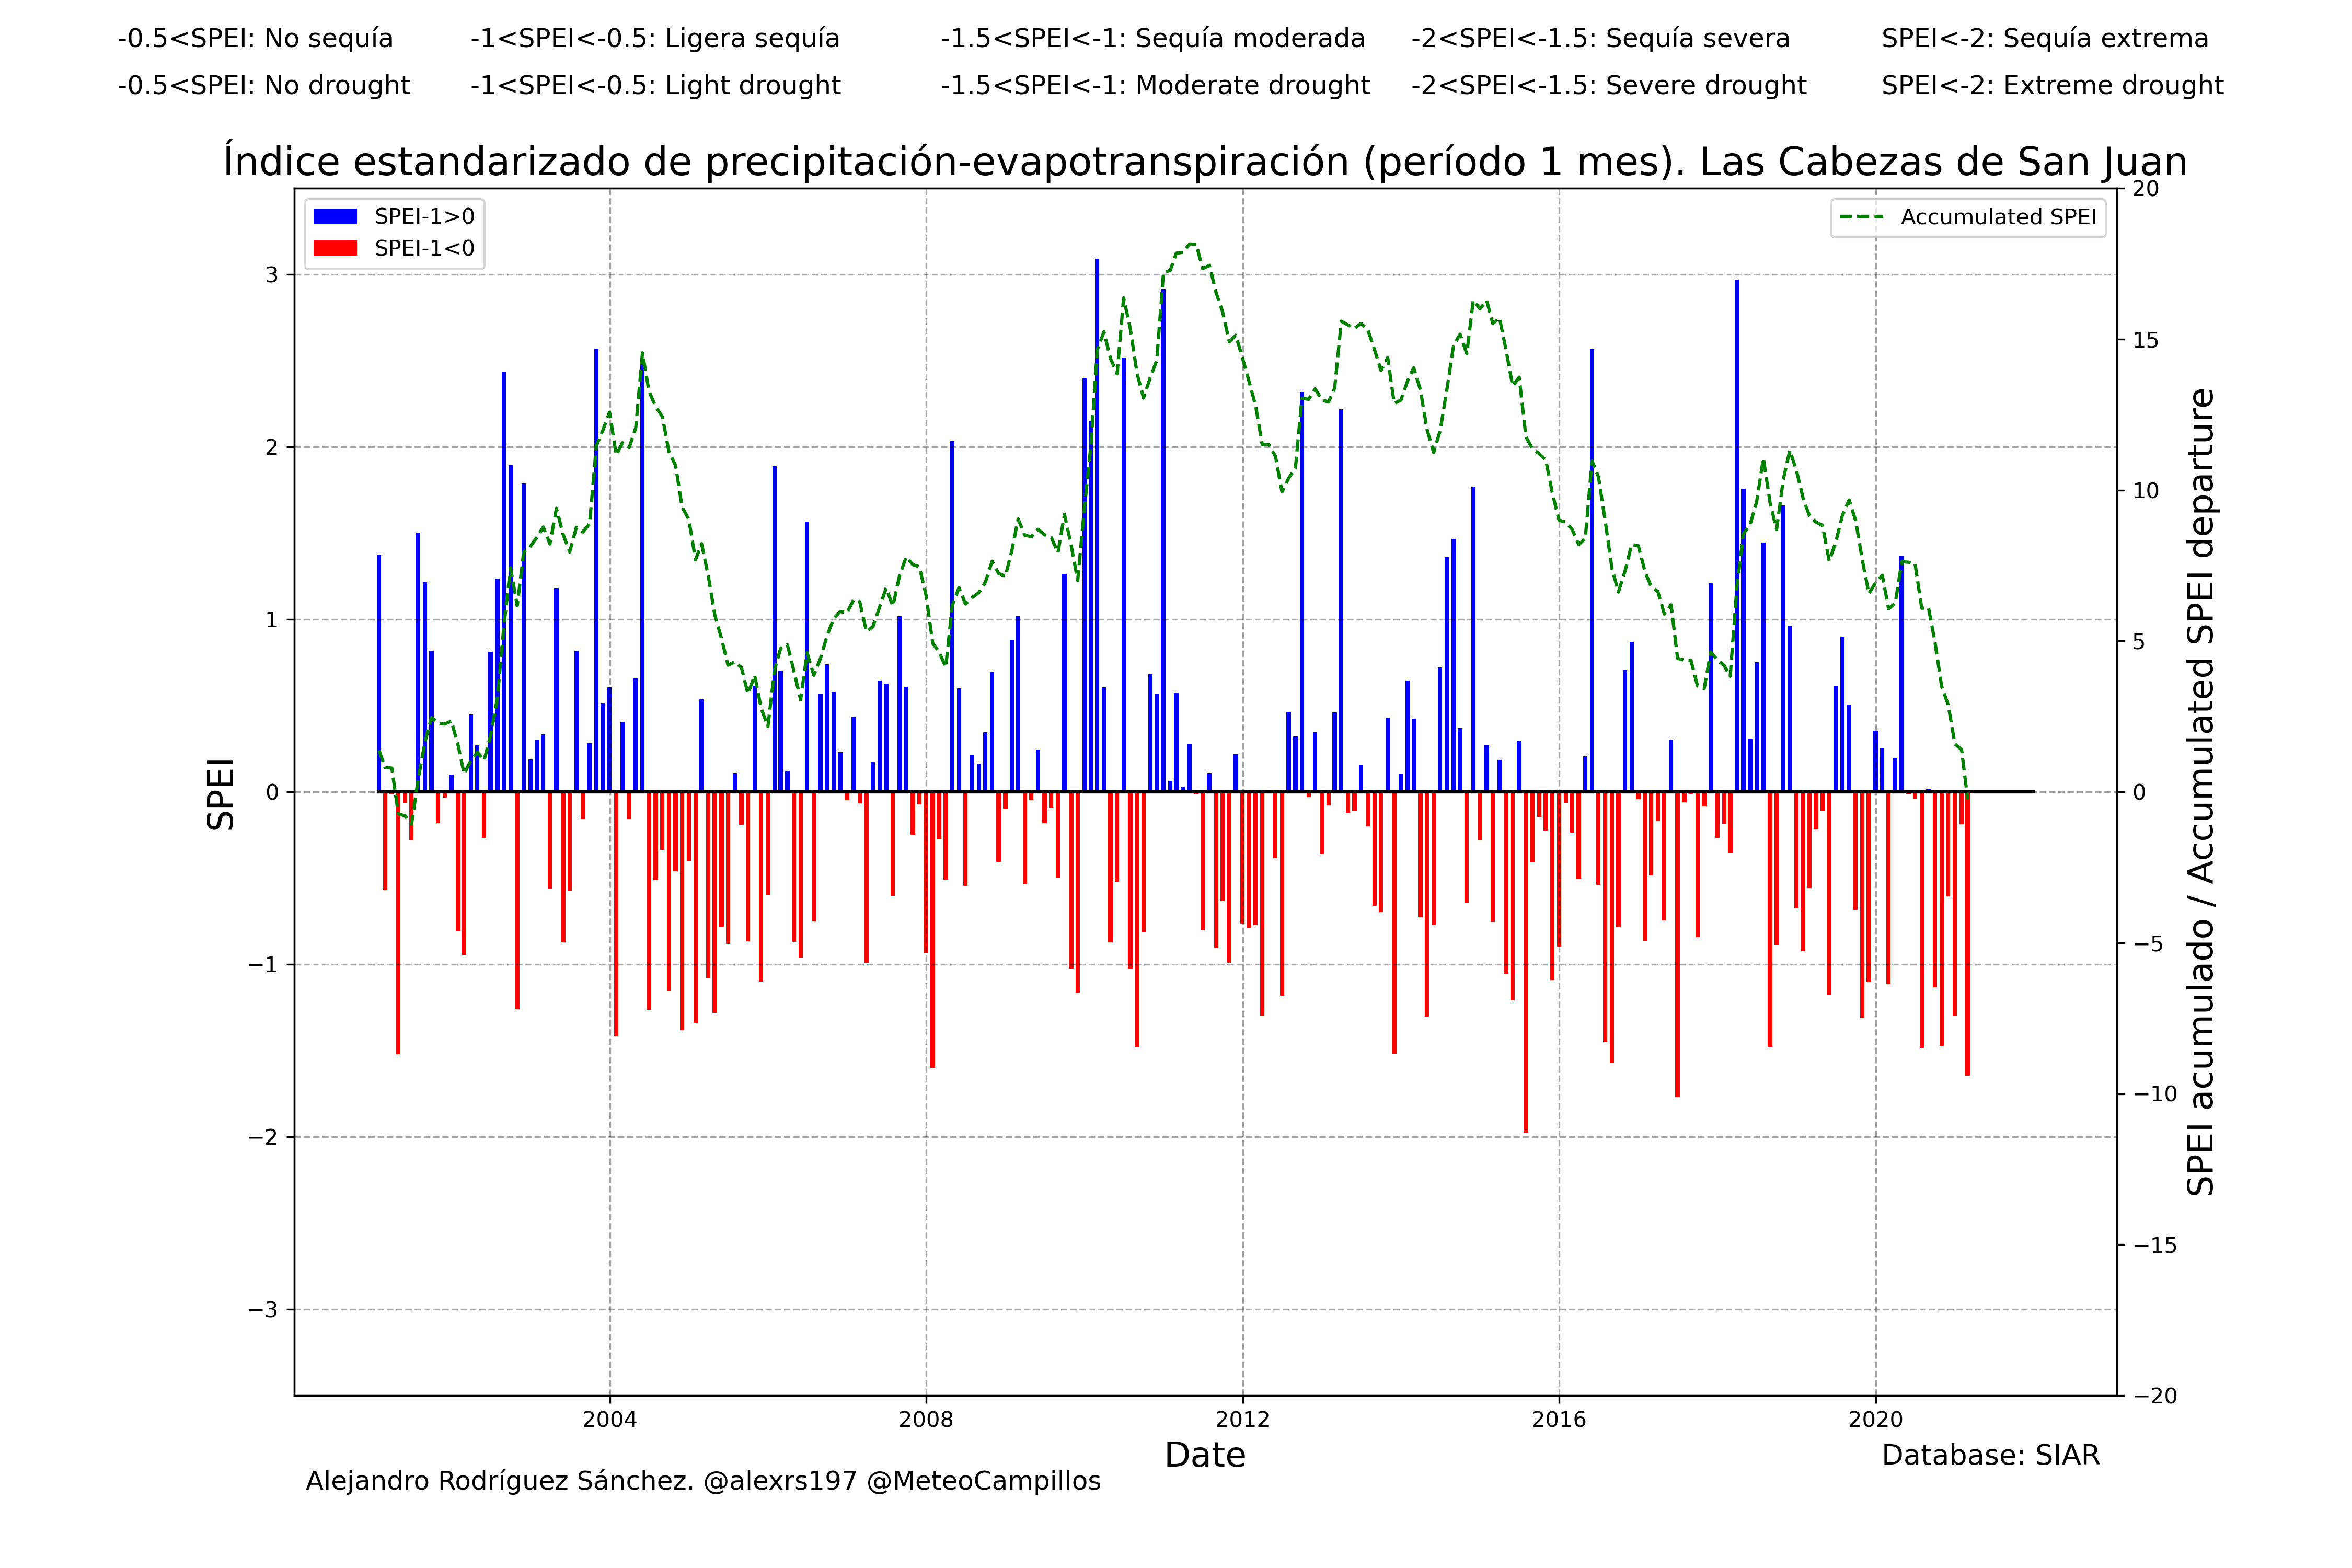 -0.5<SPEI: No sequía -1<SPEI<-0.5: Ligera sequía -1.5<SPEI<-1: Sequía moderada -2<SPEI<-1.5: Sequía severa SPEI<-2: Sequía extrema
-0.5<SPEI: No drought -1<SPEI<-0.5: Light drought -1.5<SPEI<-1: Moderate drought -2<SPEI<-1.5: Severe drought SPEI<-2: Extreme drought
Índice estandarizado de precipitación-evapotranspiración (período 1 mes). Las Cabezas de San Juan
SPEI-1>0
SPEI-1<0
Accumulated SPEI
SPEI
3
2
1
0
−1
−2
−3
20
15
10
5
0
−5
−10
−15
−20
SPEI acumulado / Accumulated SPEI departure
2004 2008 2012 2016 2020
Date
Database: SIAR
Alejandro Rodríguez Sánchez. @alexrs197 @MeteoCampillos